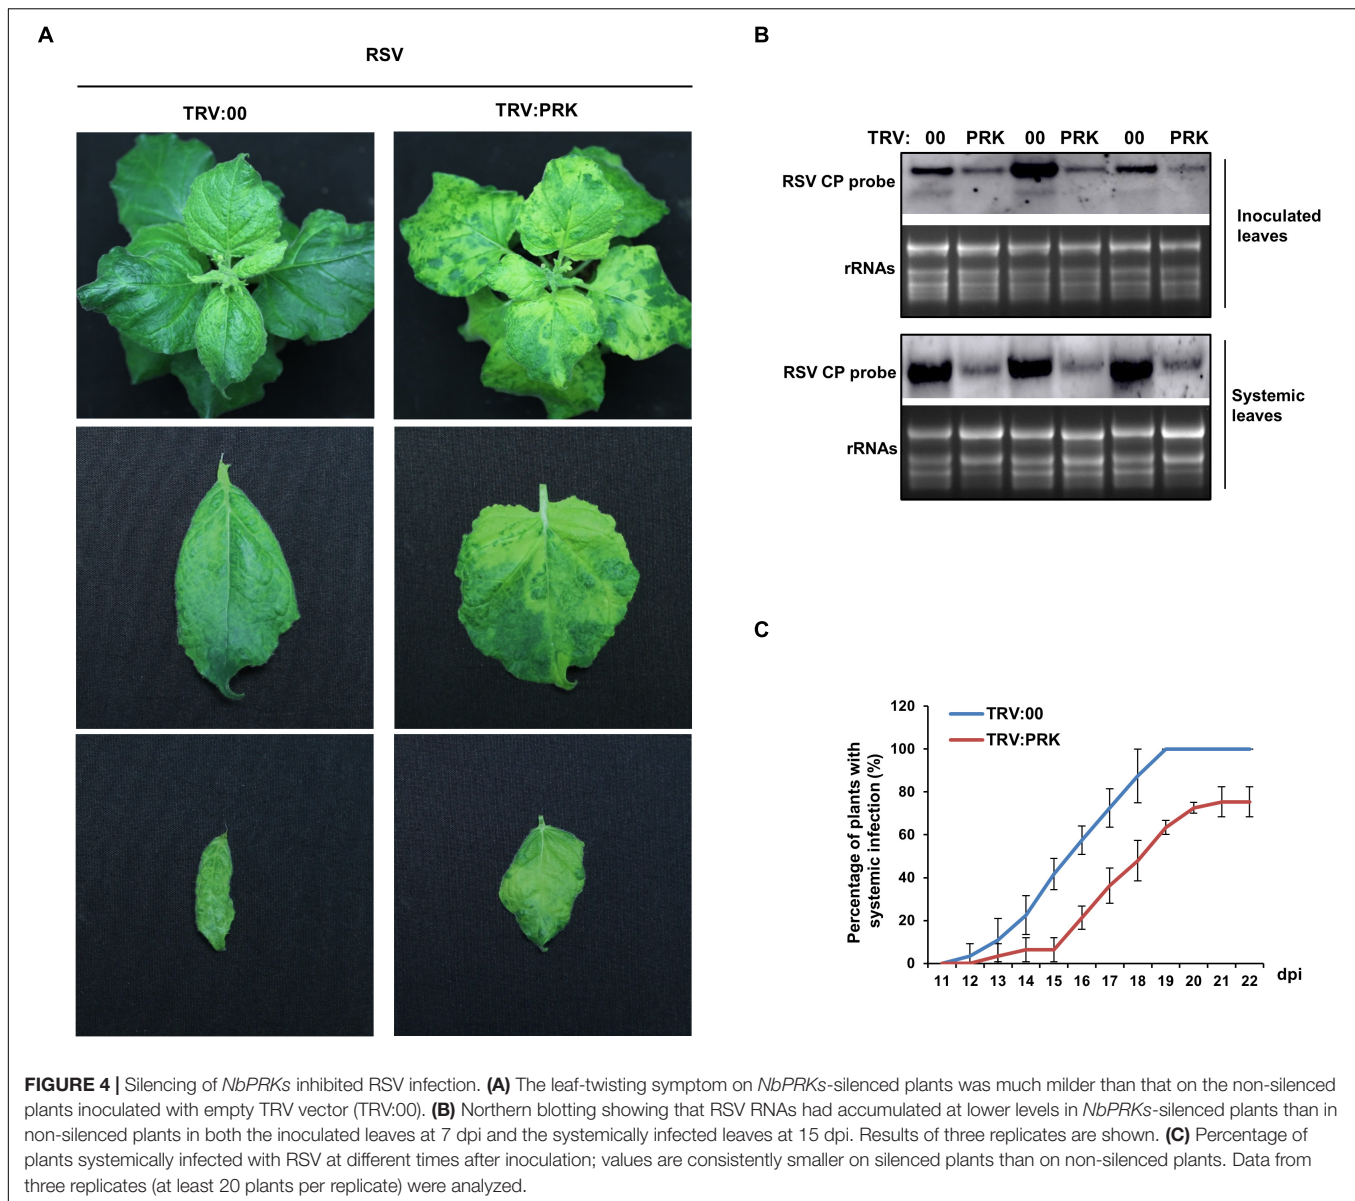 A
RSV
TRV:00
TRV:PRK
B
TRV: 00 PRK 00 PRK 00 PRK
RSV CP probe
rRNAs
Inoculated
leaves
RSV CP probe
rRNAs
Systemic
leaves
C
Percentage of plants with
systemic infection (%)
120
100
80
60
40
20
0
TRV:00
TRV:PRK
11 12 13 14 15 16 17 18 19 20 21 22 dpi
FIGURE 4 | Silencing of NbPRKs inhibited RSV infection. (A) The leaf-twisting symptom on NbPRKs-silenced plants was much milder than that on the non-silenced
plants inoculated with empty TRV vector (TRV:00). (B) Northern blotting showing that RSV RNAs had accumulated at lower levels in NbPRKs-silenced plants than in
non-silenced plants in both the inoculated leaves at 7 dpi and the systemically infected leaves at 15 dpi. Results of three replicates are shown. (C) Percentage of
plants systemically infected with RSV at different times after inoculation; values are consistently smaller on silenced plants than on non-silenced plants. Data from
three replicates (at least 20 plants per replicate) were analyzed.